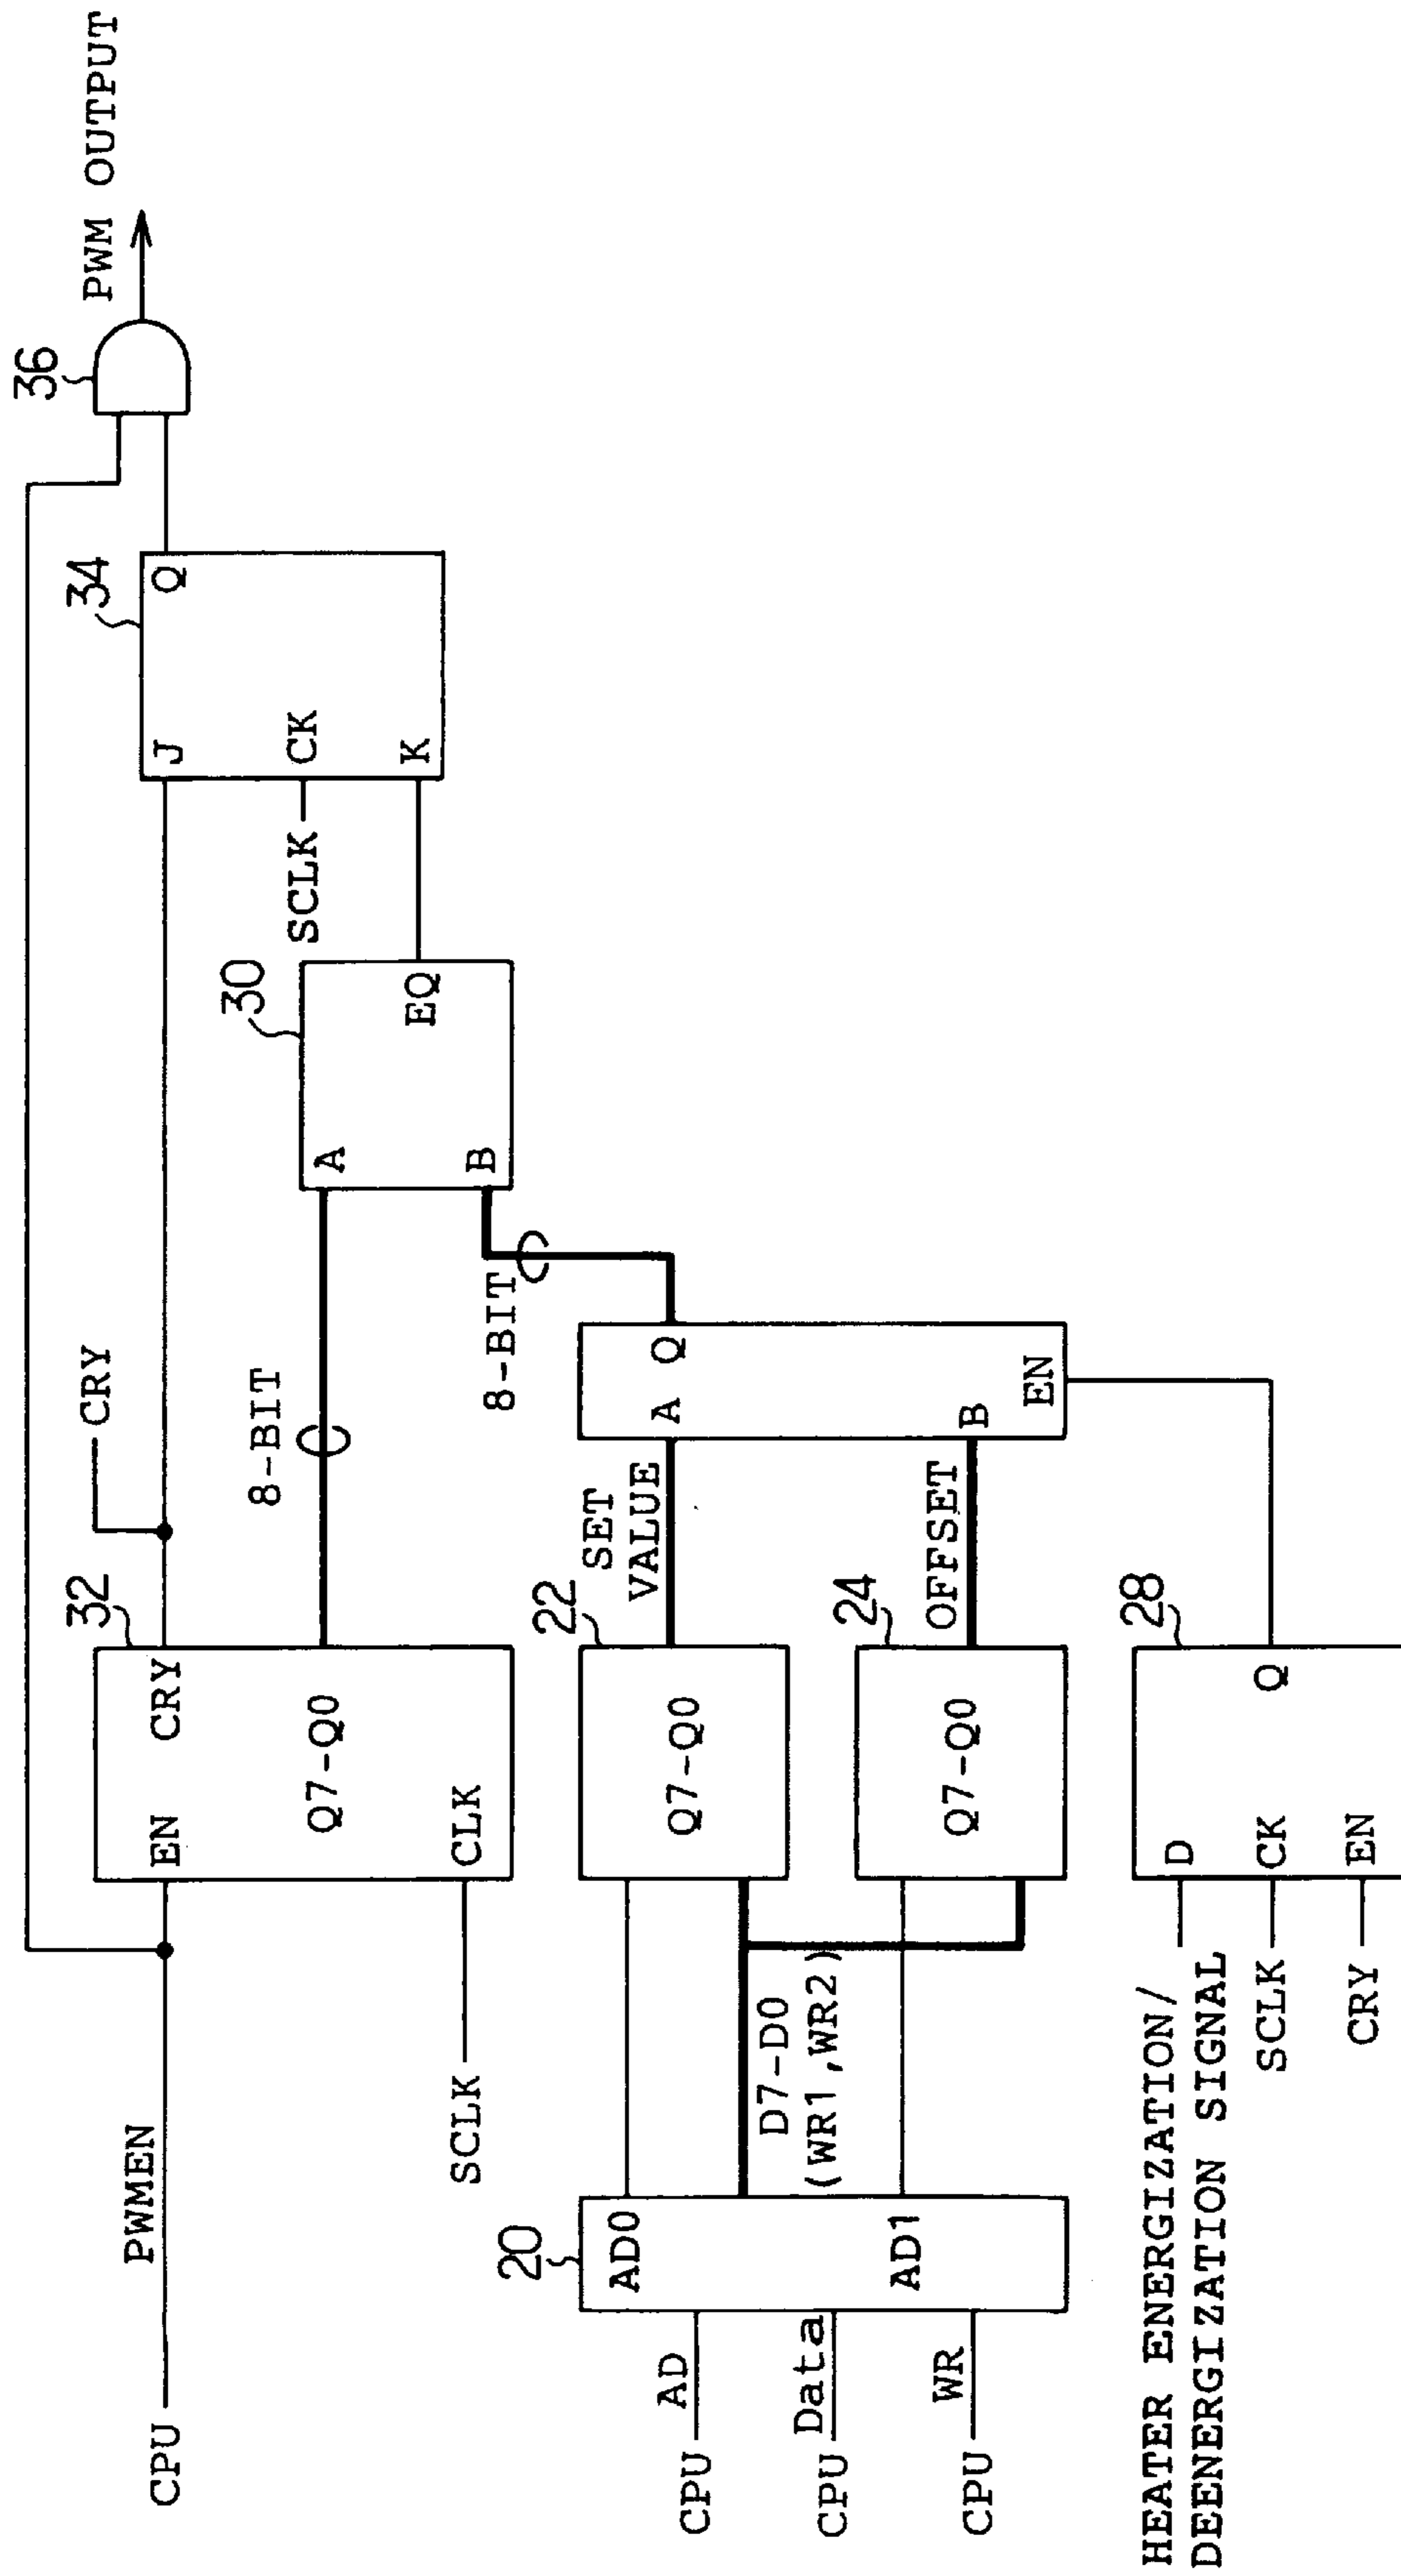 CPU
PWMEN
EN
CRY
Q7-Q0
CLK
32
SCLK
CRY
8-BIT
8-BIT
30
A
B
EQ
SCLK
34
J
CK
K
Q
36
PWM OUTPUT
CPU
AD
CPU
Data
CPU
WR
20
AD0
AD1
D7-D0
(WR1,WR2)
22
Q7-Q0
SET
VALUE
24
Q7-Q0
OFFSET
A
Q
B
EN
28
D
CK
EN
Q
HEATER ENERGIZATION/
DEENERGIZATION SIGNAL
SCLK
CRY